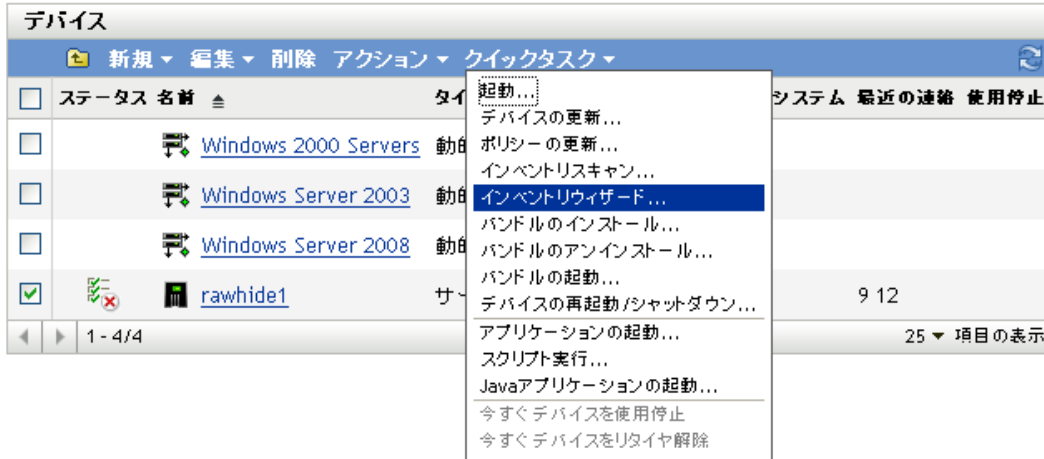 デバイス
新規 編集 削除 アクション クイックタスク
ステータス 名前 タイ システム 最近の連絡 使用停止
Windows 2000 Servers 動的
Windows Server 2003 動的
Windows Server 2008 動的
rawhide1 サー 9 12
1 - 4/4 25 項目の表示
起動...
デバイスの更新...
ポリシーの更新...
インベントリスキャン...
インベントリウィザード...
バンドルのインストール...
バンドルのアンインストール...
バンドルの起動...
デバイスの再起動/シャットダウン...
アプリケーションの起動...
スクリプト実行...
Javaアプリケーションの起動...
今すぐデバイスを使用停止
今すぐデバイスをリタイヤ解除